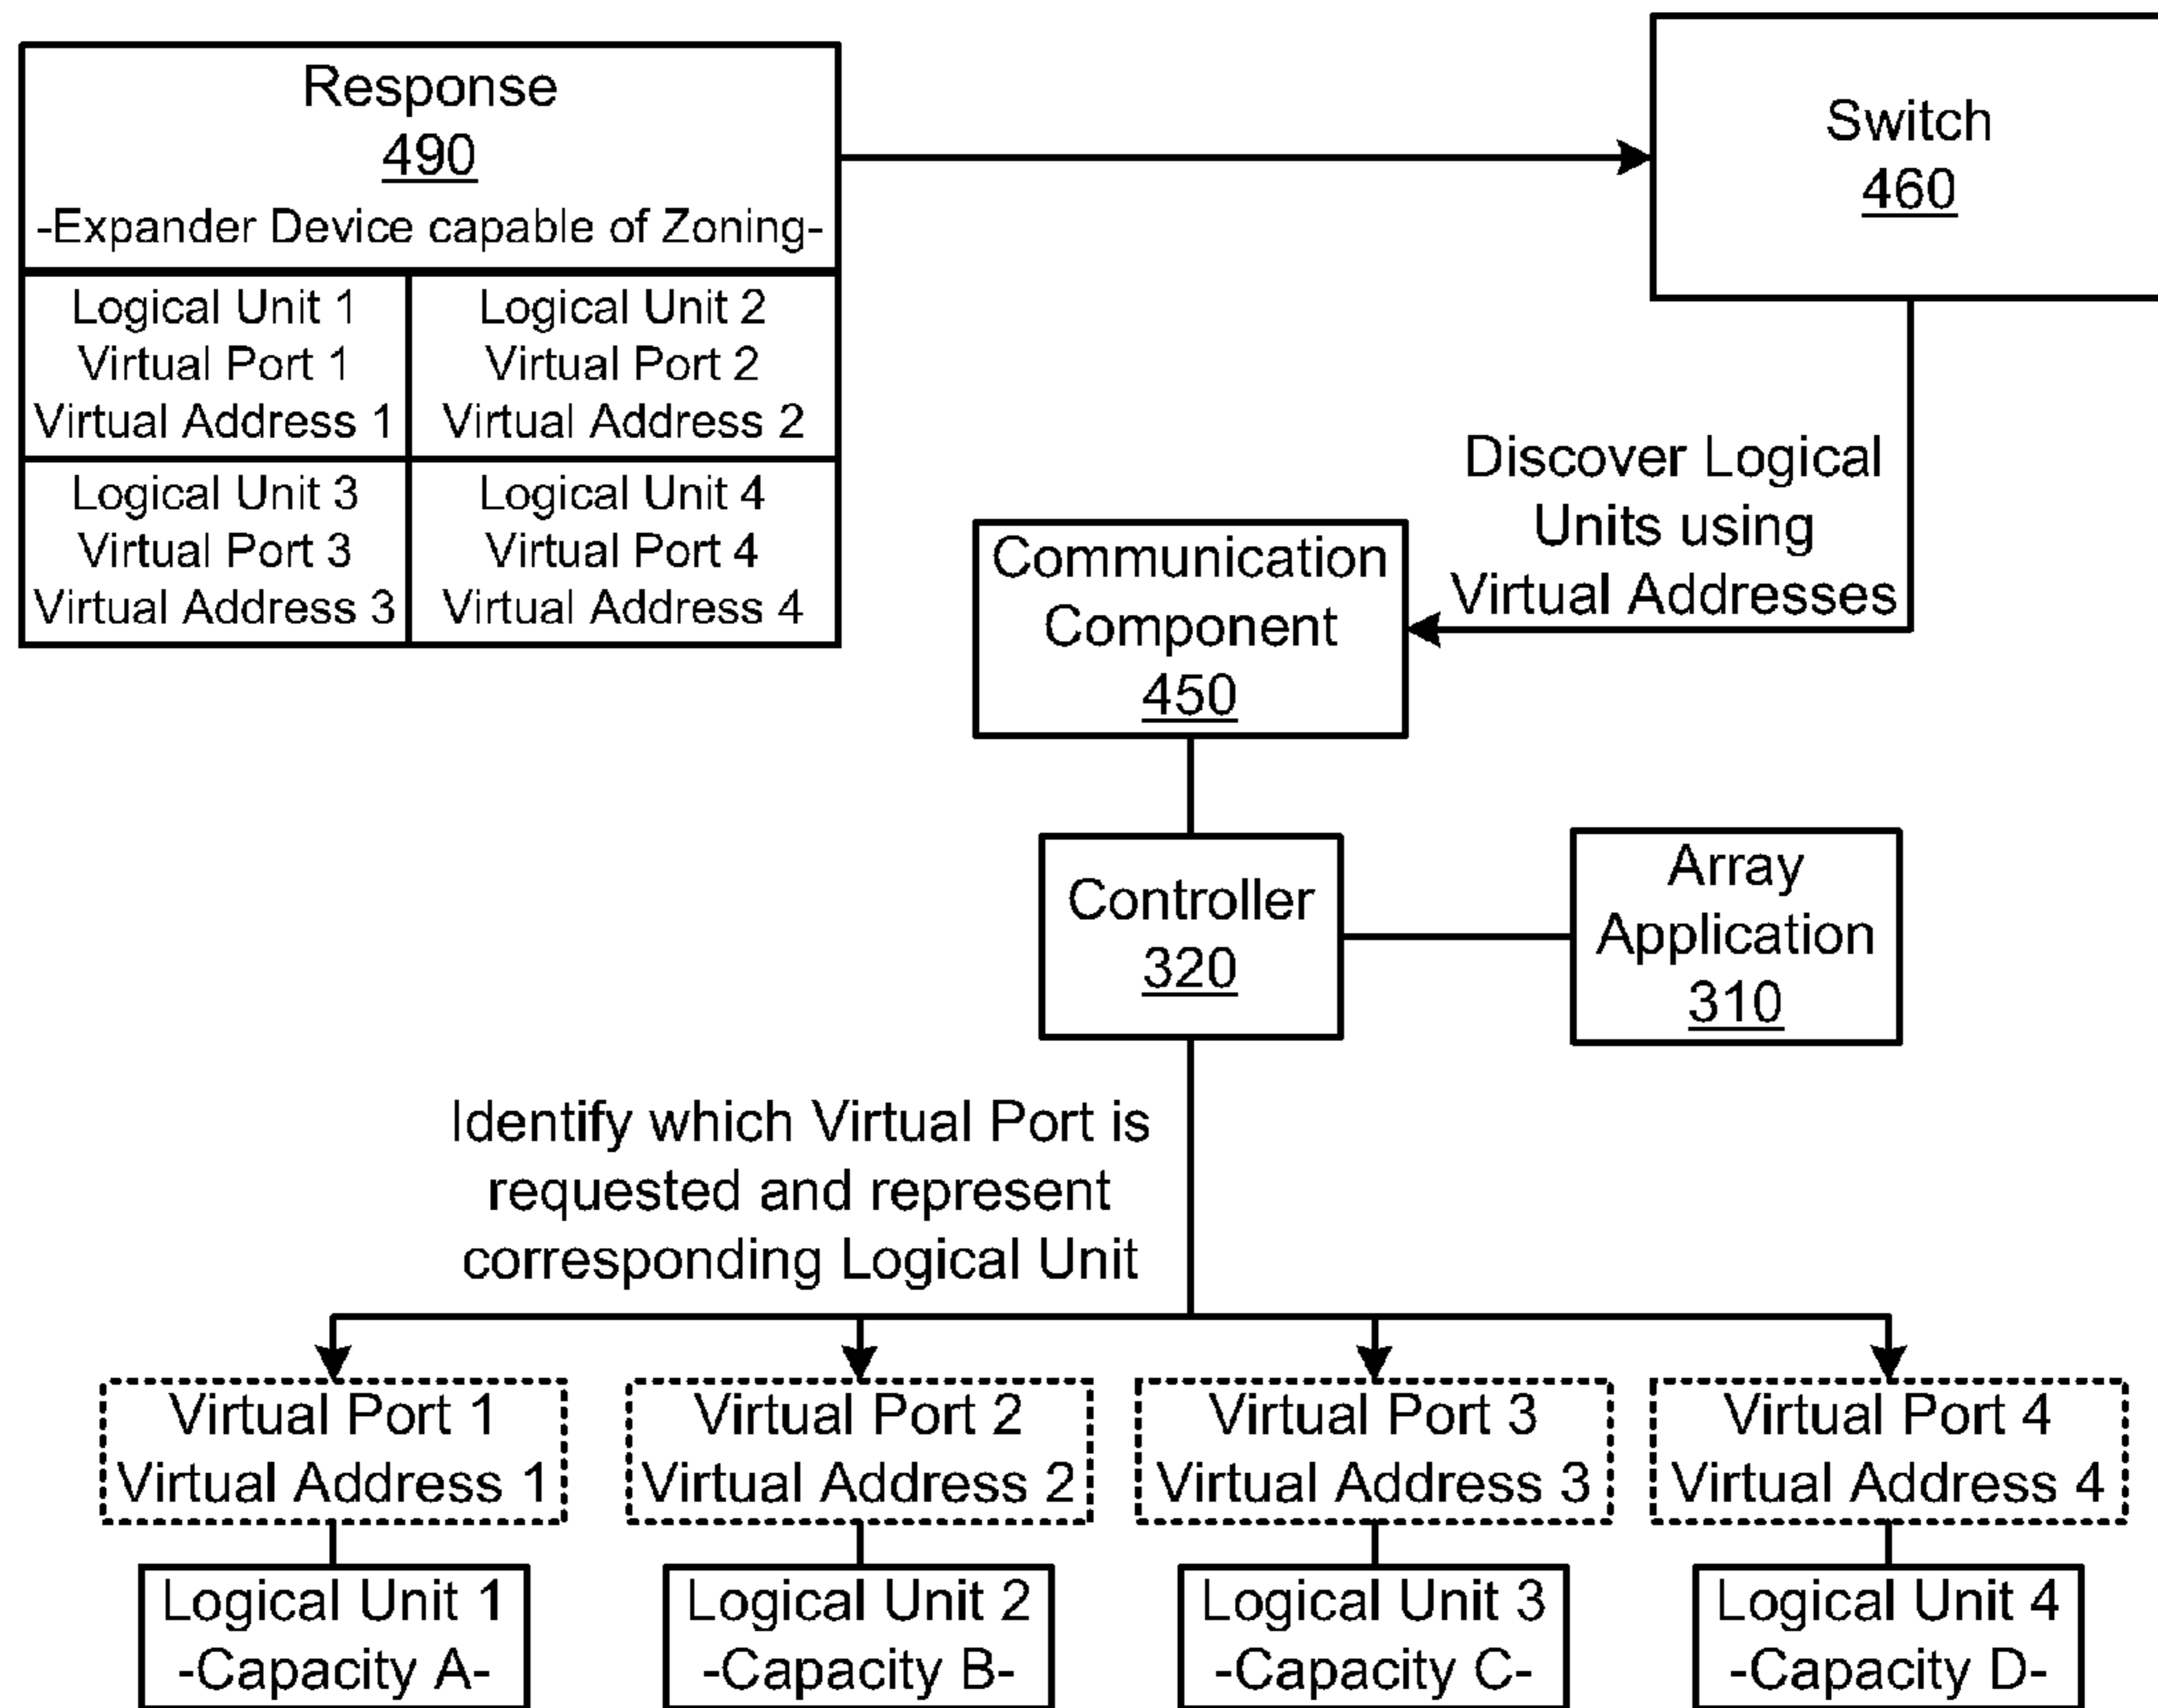 Response
490
-Expander Device capable of Zoning-
Logical Unit 1
Virtual Port 1
Virtual Address 1
Logical Unit 2
Virtual Port 2
Virtual Address 2
Logical Unit 3
Virtual Port 3
Virtual Address 3
Logical Unit 4
Virtual Port 4
Virtual Address 4
Switch
460
Discover Logical
Units using
Virtual Addresses
Communication
Component
450
Controller
320
Array
Application
310
Identify which Virtual Port is
requested and represent
corresponding Logical Unit
Virtual Port 1
Virtual Address 1
Virtual Port 2
Virtual Address 2
Virtual Port 3
Virtual Address 3
Virtual Port 4
Virtual Address 4
Logical Unit 1
-Capacity A-
Logical Unit 2
-Capacity B-
Logical Unit 3
-Capacity C-
Logical Unit 4
-Capacity D-